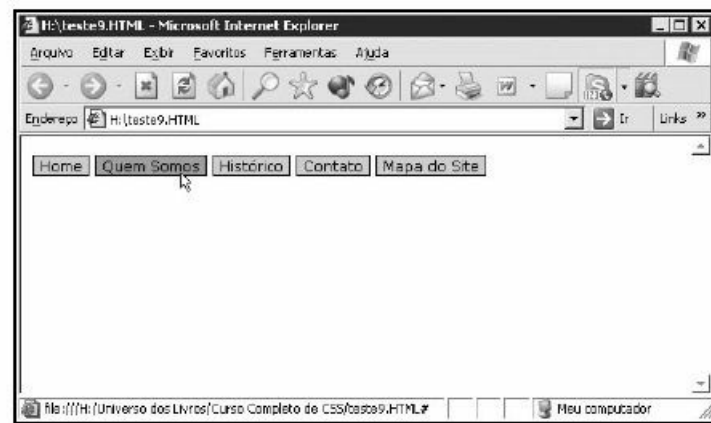 H:\teste9.HTML - Microsoft Internet Explorer
Arquivo Editar Exibir Favoritos Ferramentas Ajuda
Endereço H:\teste9.HTML Ir Links »
Home Quem Somos Histórico Contato Mapa do Site
file:///H:/Universo dos Livros/Curso Completo de CSS/teste9.HTML# Meu computador